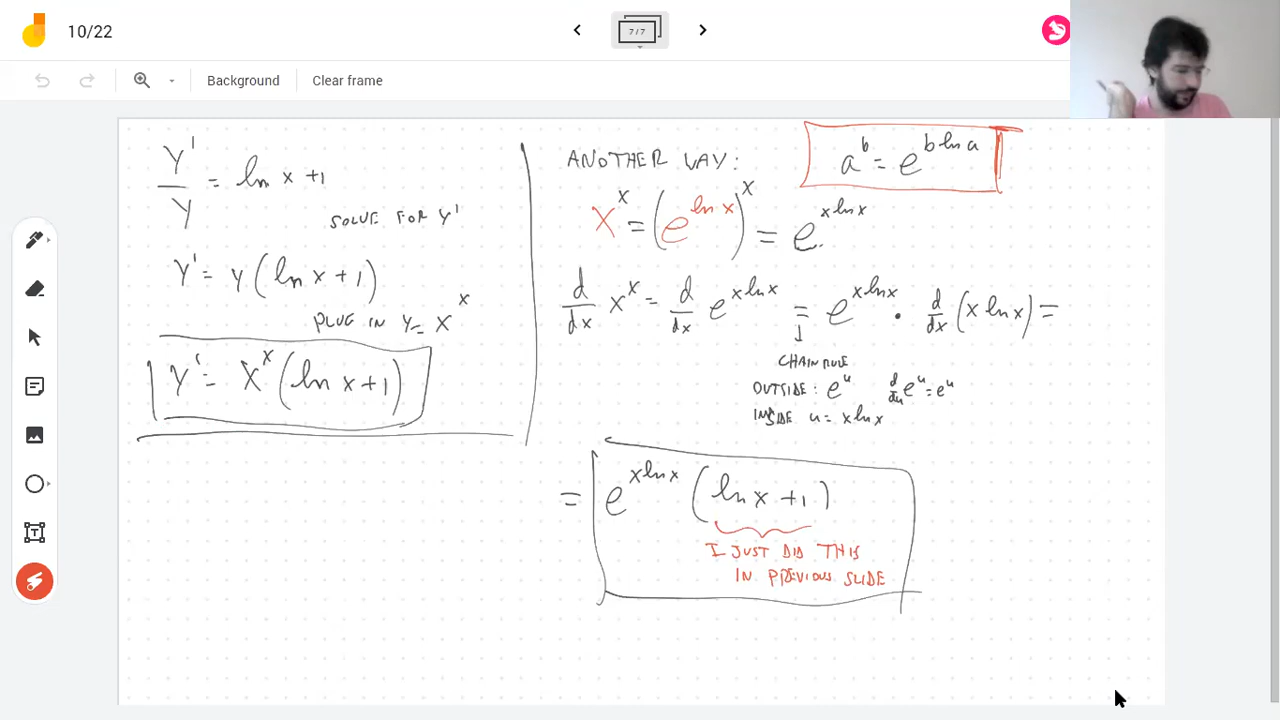 10/22
7/7
Background
Clear frame
Y'/Y = ln x +1
SOLVE FOR Y'
Y' = y (ln x + 1)
PLUG IN Y = X^x
Y' = X^x (ln x +1)
ANOTHER WAY:
a^b = e^(b ln a)
X^x = (e^(ln x))^x = e^(x ln x)
d/dx x^x = d/dx e^(x ln x) = e^(x ln x) · d/dx (x ln x) =
CHAIN RULE
OUTSIDE : e^u d/du e^u = e^u
INSIDE u = x ln x
= e^(x ln x) (ln x +1)
I JUST DID THIS
IN PREVIOUS SLIDE